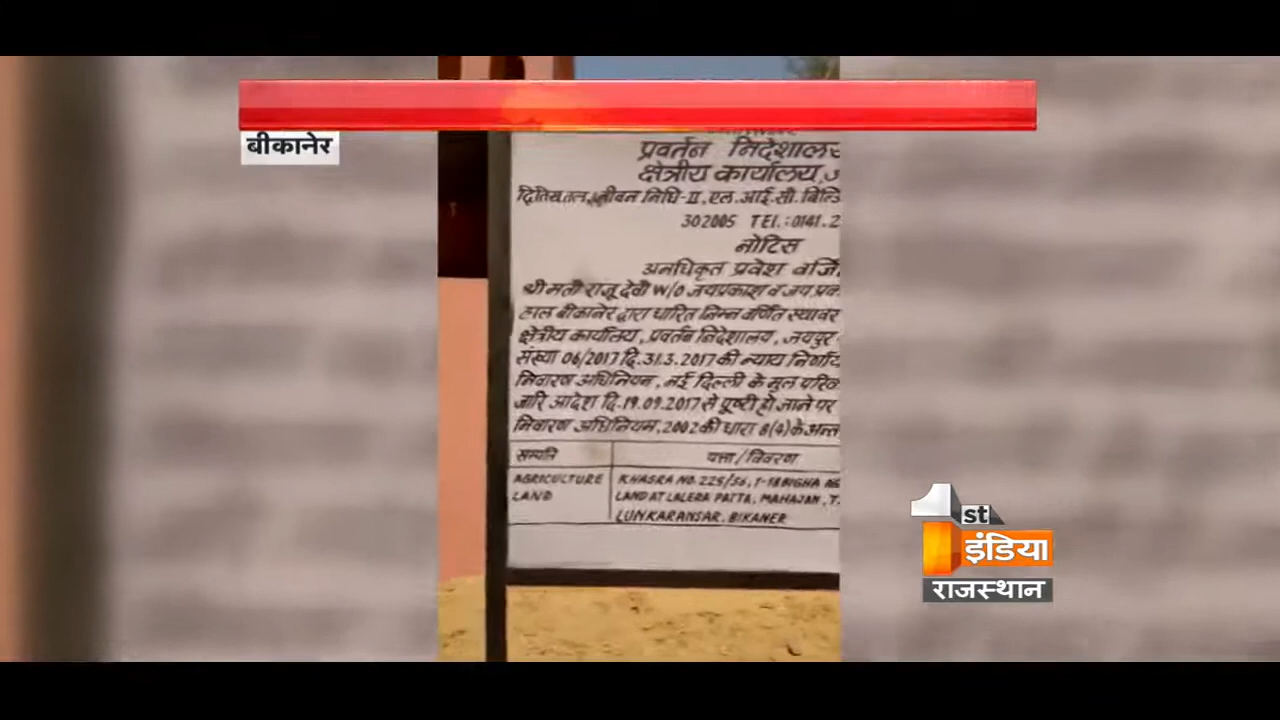 बीकानेर
प्रवर्तन निदेशालय
क्षेत्रीय कार्यालय,
जीवन निधि-II, एल.आई.सी. बिल्डि
302005 TEL.:0141.2
नोटिस
अनधिकृत प्रवेश वर्जि
श्रीमती राजू देवी W/O जयप्रकाश व जय प्रका
हाल बीकानेर द्वारा धारित निम्न वर्णित स्थावर
क्षेत्रीय कार्यालय, प्रवर्तन निदेशालय, जयपुर
संख्या 06/2017 दि.31.3.2017 की न्याय निर्णाय
निवारण अधिनियम, नई दिल्ली के मुल परिव
जारि आदेश दि.19.09.2017 से पूष्टी हो जाने पर
निवारण अधिनियम, 2002 की धारा 8(4) के अन्त
सम्पति पत्ता/विवरण
AGRICULTURE KHASRA NO. 225/56, T-18 BIGHA AG
LAND LAND AT LALERA PATTA, MAHAJAN, T.
LUNKARANSAR, BIKANER
1st
इंडिया
राजस्थान